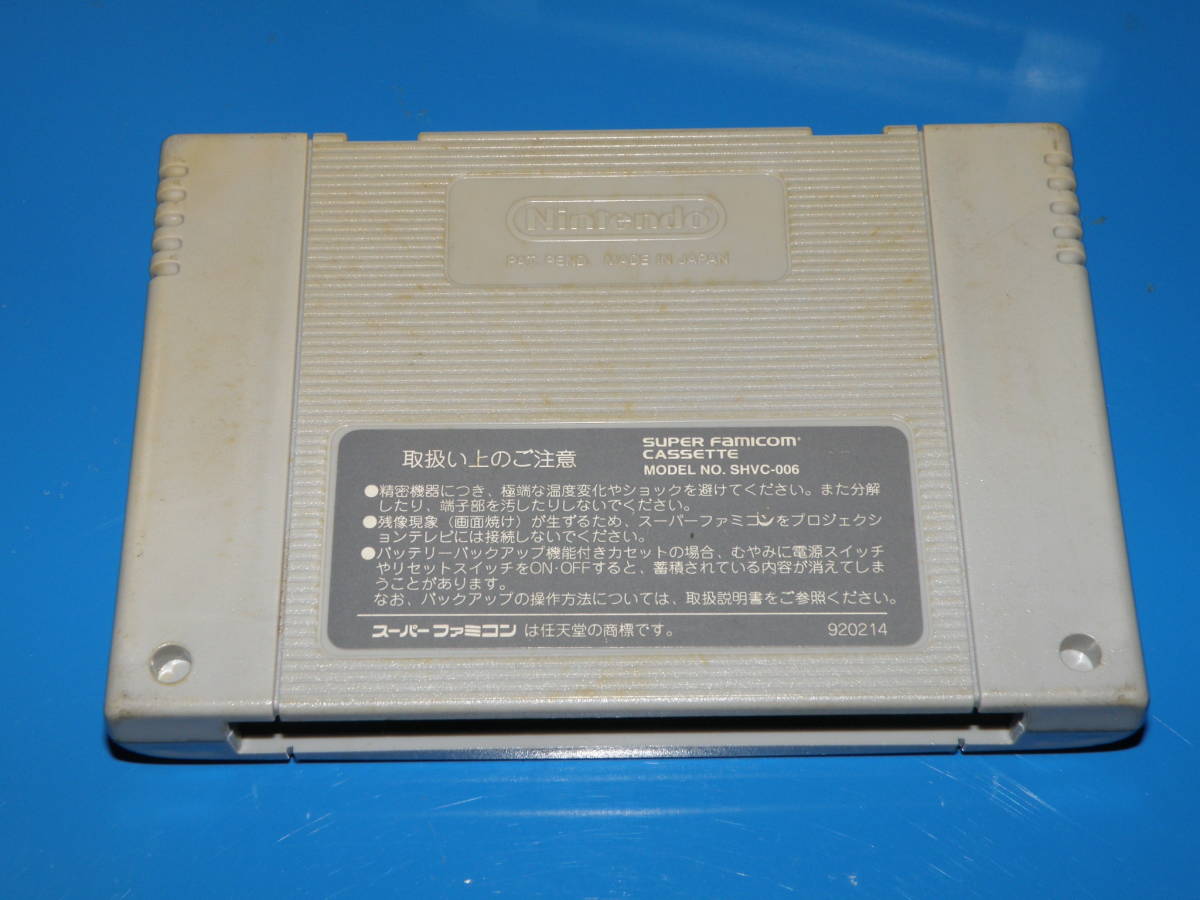 Nintendo
PAT. PEND. MADE IN JAPAN
取扱い上のご注意
SUPER FAMICOM
CASSETTE
MODEL NO. SHVC-006
●精密機器につき、極端な温度変化やショックを避けてください。また分解
したり、端子部を汚したりしないでください。
●残像現象（画面焼け）が生ずるため、スーパーファミコンをプロジェクシ
ョンテレビには接続しないでください。
●バッテリーバックアップ機能付きカセットの場合、むやみに電源スイッチ
やリセットスイッチをON・OFFすると、蓄積されている内容が消えてしま
うことがあります。
なお、バックアップの操作方法については、取扱説明書をご参照ください。
スーパーファミコン は任天堂の商標です。
920214